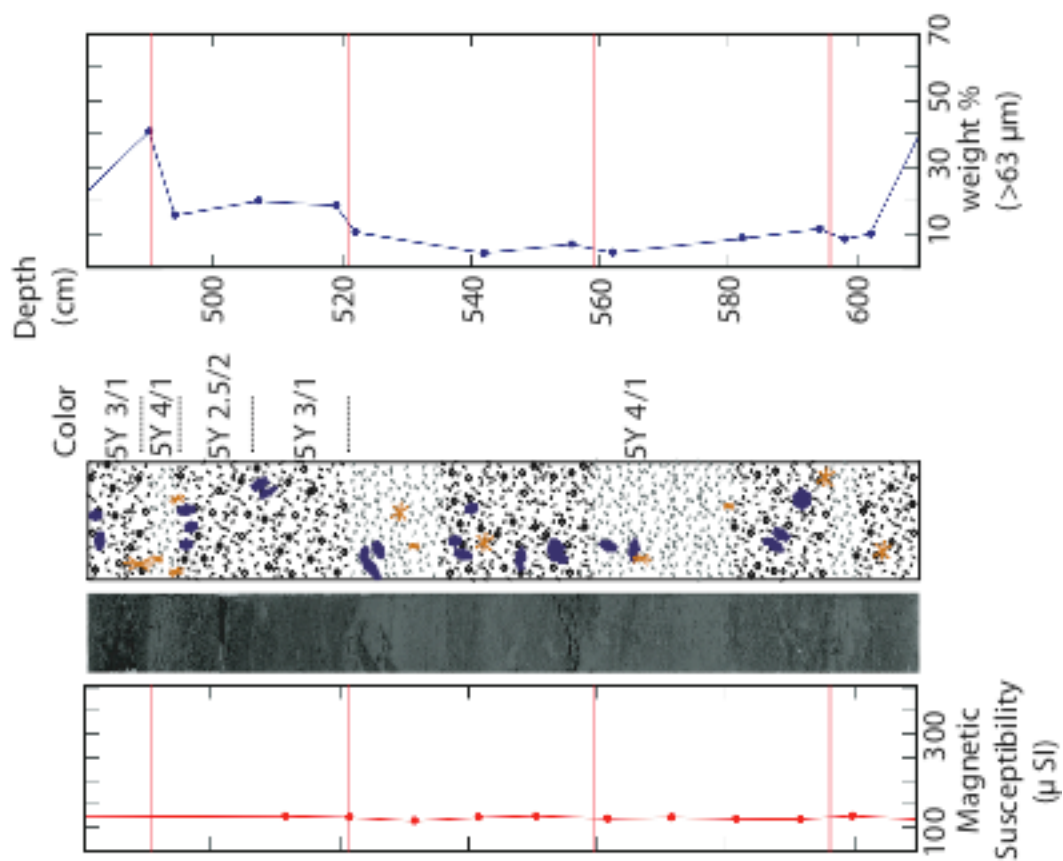 Depth
(cm)
500
520
540
560
580
600
10
30
50
70
weight %
(>63 µm)
Color
5Y 3/1
5Y 4/1
5Y 2.5/2
5Y 3/1
5Y 4/1
100
300
Magnetic
Susceptibility
(µ SI)